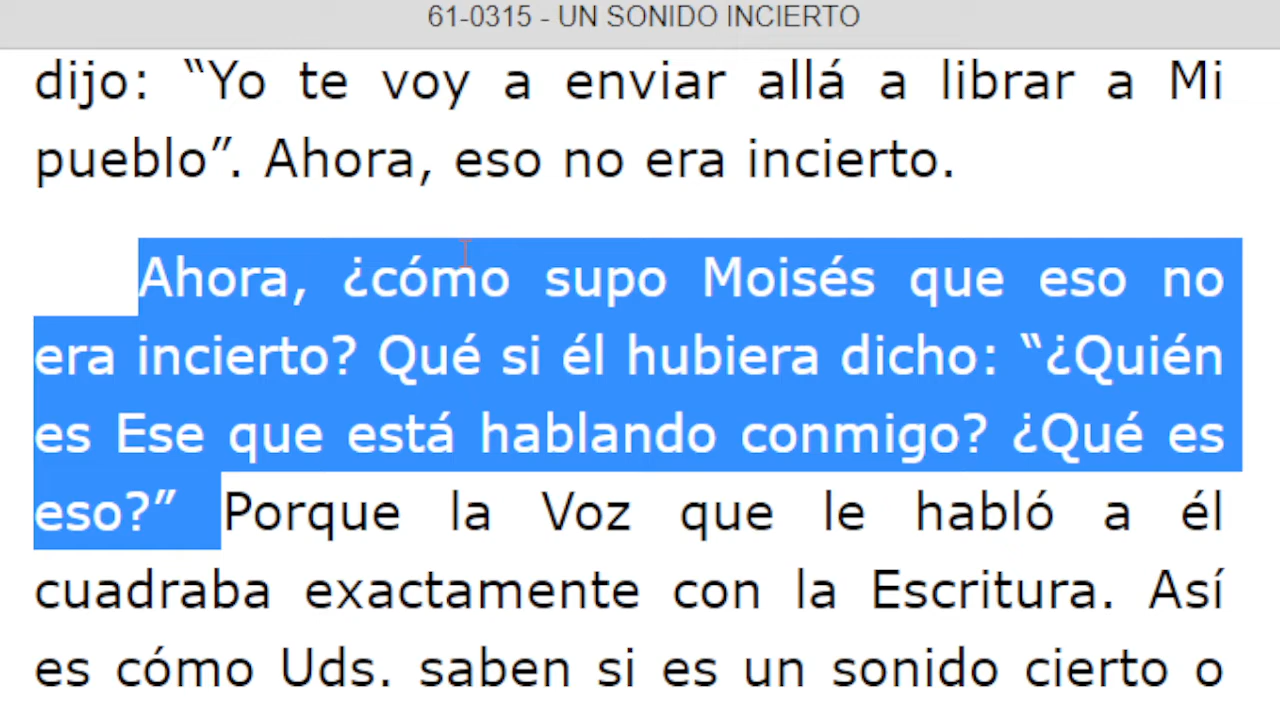 61-0315 - UN SONIDO INCIERTO
dijo: “Yo te voy a enviar allá a librar a Mi
pueblo”. Ahora, eso no era incierto.
Ahora, ¿cómo supo Moisés que eso no
era incierto? Qué si él hubiera dicho: “¿Quién
es Ese que está hablando conmigo? ¿Qué es
eso?” Porque la Voz que le habló a él
cuadraba exactamente con la Escritura. Así
es cómo Uds. saben si es un sonido cierto o